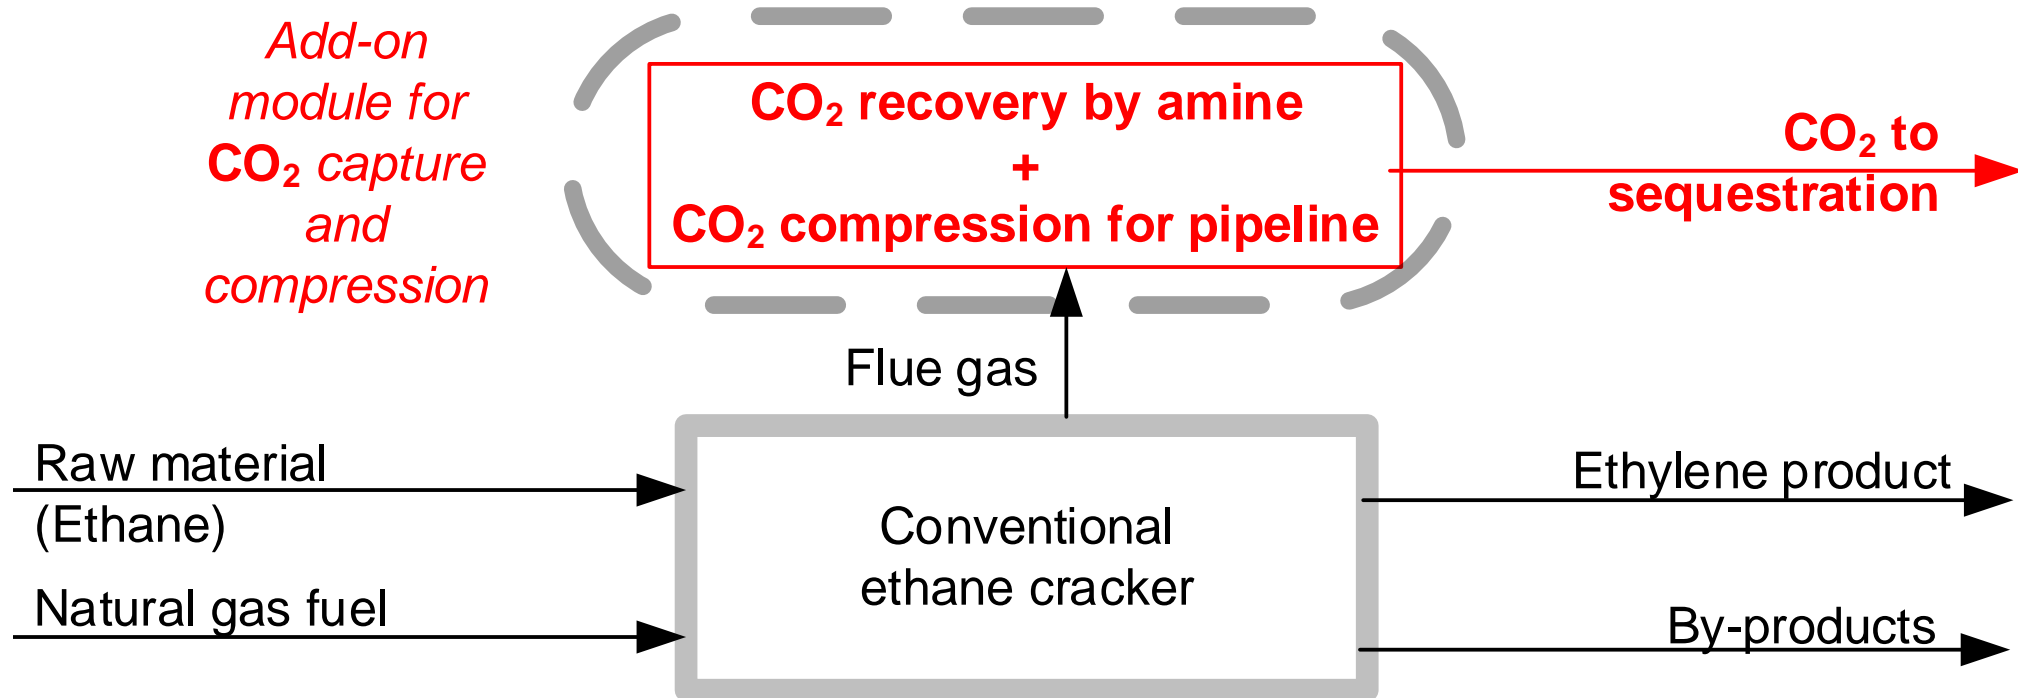 Add-on
module for
CO₂ capture
and
compression
CO₂ recovery by amine
+
CO₂ compression for pipeline
CO₂ to
sequestration
Flue gas
Raw material
(Ethane)
Natural gas fuel
Conventional
ethane cracker
Ethylene product
By-products